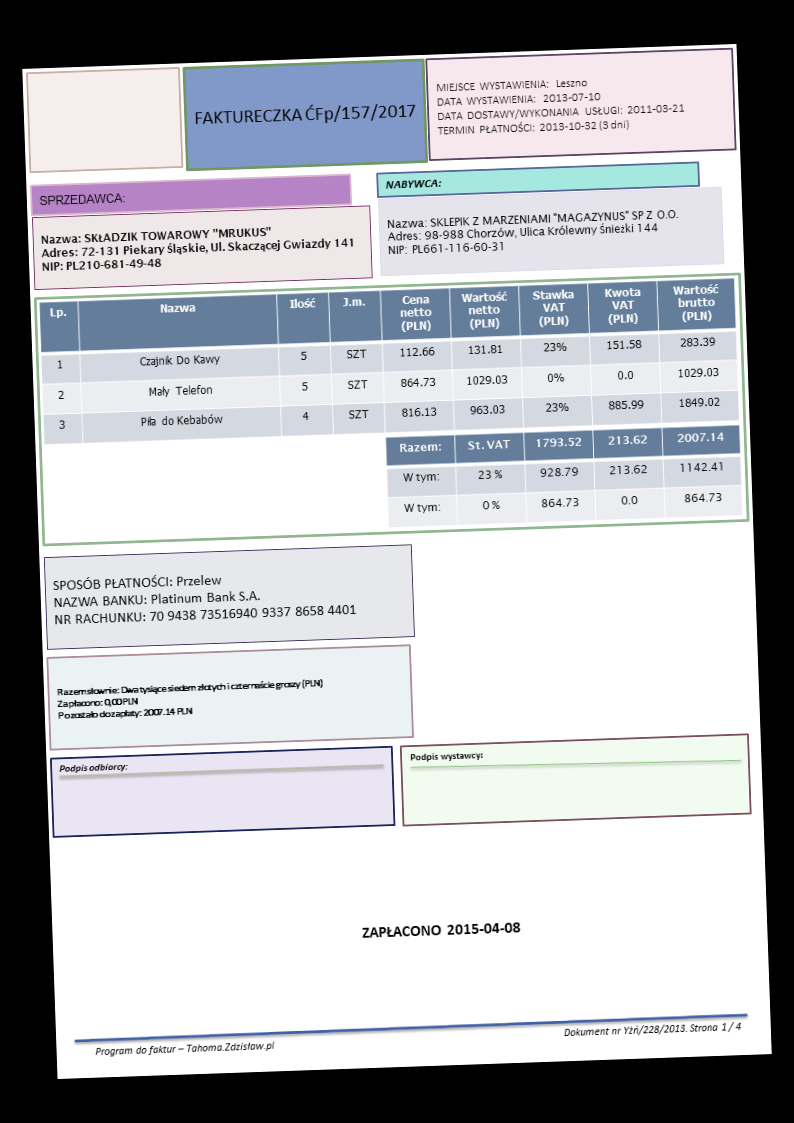 FAKTURECZKA ĆFp/157/2017
MIEJSCE WYSTAWIENIA: Leszno
DATA WYSTAWIENIA: 2013-07-10
DATA DOSTAWY/WYKONANIA USŁUGI: 2011-03-21
TERMIN PŁATNOŚCI: 2013-10-32 (3 dni)
SPRZEDAWCA:
Nazwa: SKŁADZIK TOWAROWY "MRUKUS"
Adres: 72-131 Piekary Śląskie, Ul. Skaczącej Gwiazdy 141
NIP: PL210-681-49-48
NABYWCA:
Nazwa: SKLEPIK Z MARZENIAMI "MAGAZYNUS" SP Z O.O.
Adres: 98-988 Chorzów, Ulica Królewny Śnieżki 144
NIP: PL661-116-60-31
Lp. Nazwa Ilość J.m. Cena netto (PLN) Wartość netto (PLN) Stawka VAT (PLN) Kwota VAT (PLN) Wartość brutto (PLN)
1 Czajnik Do Kawy 5 SZT 112.66 131.81 23% 151.58 283.39
2 Mały Telefon 5 SZT 864.73 1029.03 0% 0.0 1029.03
3 Piła do Kebabów 4 SZT 816.13 963.03 23% 885.99 1849.02
Razem: St. VAT 1793.52 213.62 2007.14
W tym: 23 % 928.79 213.62 1142.41
W tym: 0 % 864.73 0.0 864.73
SPOSÓB PŁATNOŚCI: Przelew
NAZWA BANKU: Platinum Bank S.A.
NR RACHUNKU: 70 9438 73516940 9337 8658 4401
Razem słownie: Dwa tysiące siedem złotych i czternaście groszy (PLN)
Zapłacono: 0,00 PLN
Pozostało do zapłaty: 2007.14 PLN
Podpis odbiorcy:
Podpis wystawcy:
ZAPŁACONO 2015-04-08
Program do faktur – Tahoma.Zdzisław.pl
Dokument nr Yźń/228/2013. Strona 1 / 4